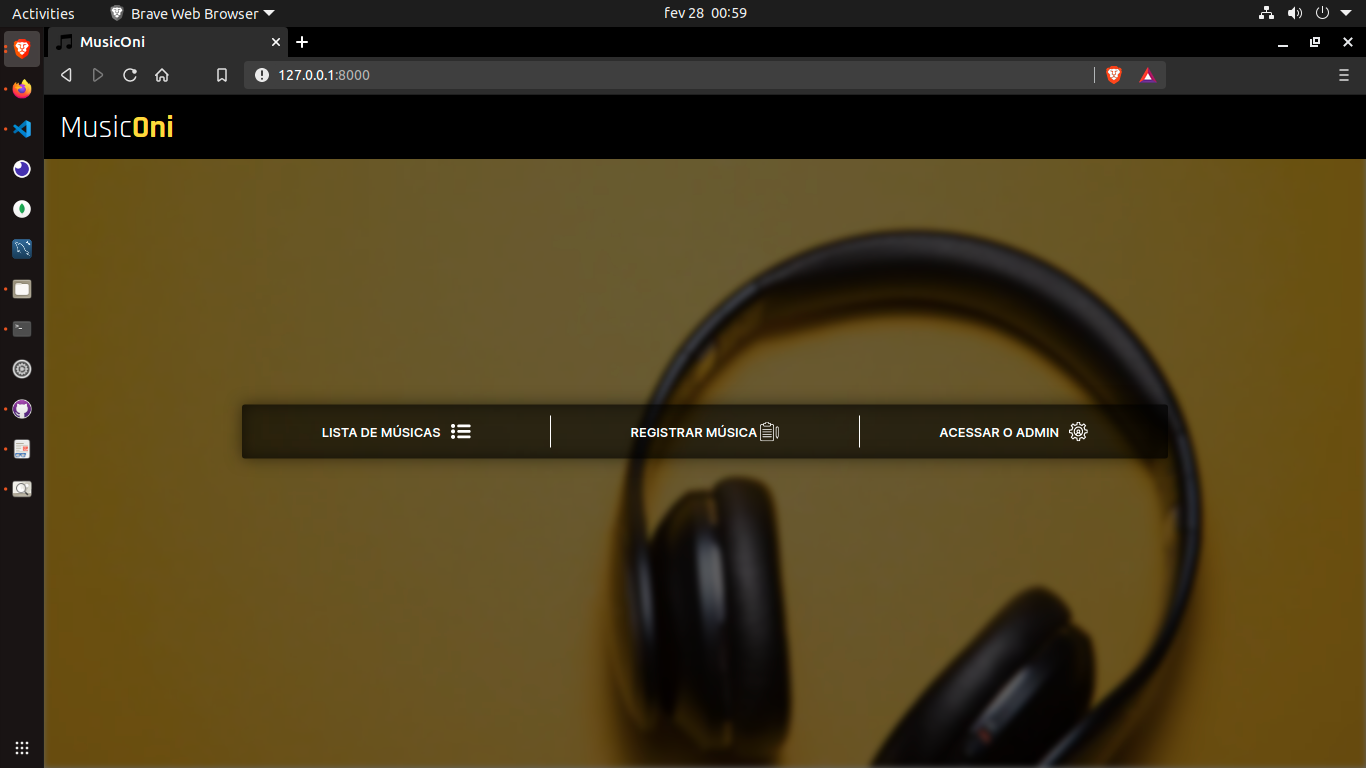 Activities
Brave Web Browser
fev 28 00:59
MusicOni
127.0.0.1:8000
MusicOni
LISTA DE MÚSICAS
REGISTRAR MÚSICA
ACESSAR O ADMIN